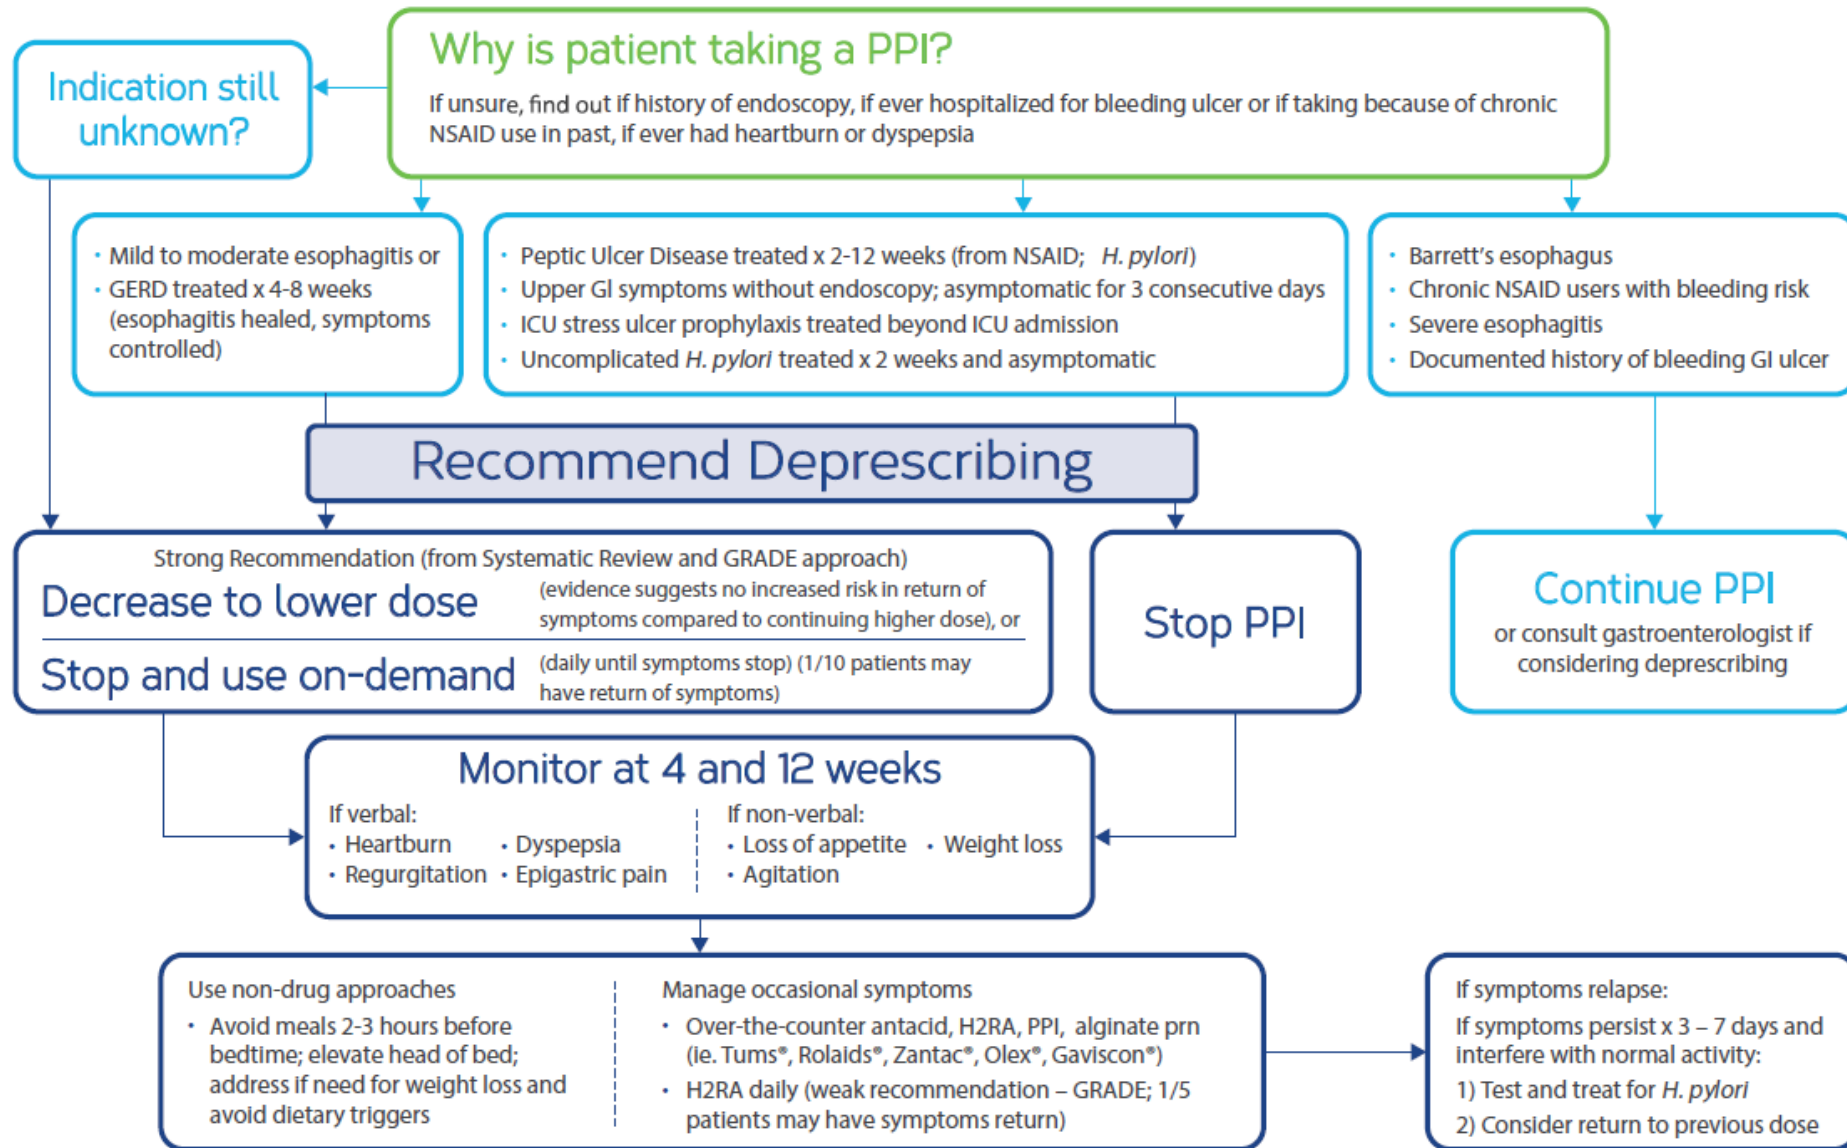 Why is patient taking a PPI?
If unsure, find out if history of endoscopy, if ever hospitalized for bleeding ulcer or if taking because of chronic
NSAID use in past, if ever had heartburn or dyspepsia
Indication still
unknown?
• Mild to moderate esophagitis or
• GERD treated x 4-8 weeks
(esophagitis healed, symptoms
controlled)
• Peptic Ulcer Disease treated x 2-12 weeks (from NSAID; H. pylori)
• Upper GI symptoms without endoscopy; asymptomatic for 3 consecutive days
• ICU stress ulcer prophylaxis treated beyond ICU admission
• Uncomplicated H. pylori treated x 2 weeks and asymptomatic
• Barrett's esophagus
• Chronic NSAID users with bleeding risk
• Severe esophagitis
• Documented history of bleeding GI ulcer
Recommend Deprescribing
Strong Recommendation (from Systematic Review and GRADE approach)
Decrease to lower dose
(evidence suggests no increased risk in return of
symptoms compared to continuing higher dose), or
Stop and use on-demand
(daily until symptoms stop) (1/10 patients may
have return of symptoms)
Stop PPI
Continue PPI
or consult gastroenterologist if
considering deprescribing
Monitor at 4 and 12 weeks
If verbal:
• Heartburn • Dyspepsia
• Regurgitation • Epigastric pain
If non-verbal:
• Loss of appetite • Weight loss
• Agitation
Use non-drug approaches
• Avoid meals 2-3 hours before
bedtime; elevate head of bed;
address if need for weight loss and
avoid dietary triggers
Manage occasional symptoms
• Over-the-counter antacid, H2RA, PPI, alginate prn
(ie. Tums®, Rolaids®, Zantac®, Olex®, Gaviscon®)
• H2RA daily (weak recommendation – GRADE; 1/5
patients may have symptoms return)
If symptoms relapse:
If symptoms persist x 3 – 7 days and
interfere with normal activity:
1) Test and treat for H. pylori
2) Consider return to previous dose